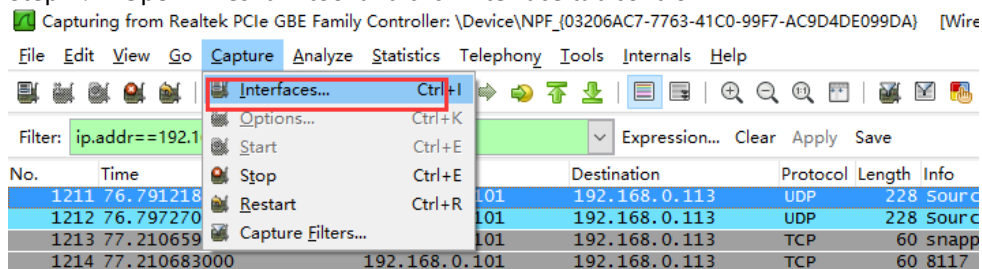 Capturing from Realtek PCIe GBE Family Controller: \Device\NPF_{03206AC7-7763-41C0-99F7-AC9D4DE099DA} [Wire
File Edit View Go Capture Analyze Statistics Telephony Tools Internals Help
Interfaces... Ctrl+I
Options... Ctrl+K
Filter: ip.addr==192.1 Expression... Clear Apply Save
Start Ctrl+E
No. Time Destination Protocol Length Info
Stop Ctrl+E
1211 76.791218 .101 192.168.0.113 UDP 228 Sourc
Restart Ctrl+R
1212 76.797270 .101 192.168.0.113 UDP 228 Sourc
Capture Filters...
1213 77.210659 .101 192.168.0.113 TCP 60 snapp
1214 77.210683000 192.168.0.101 192.168.0.113 TCP 60 8117